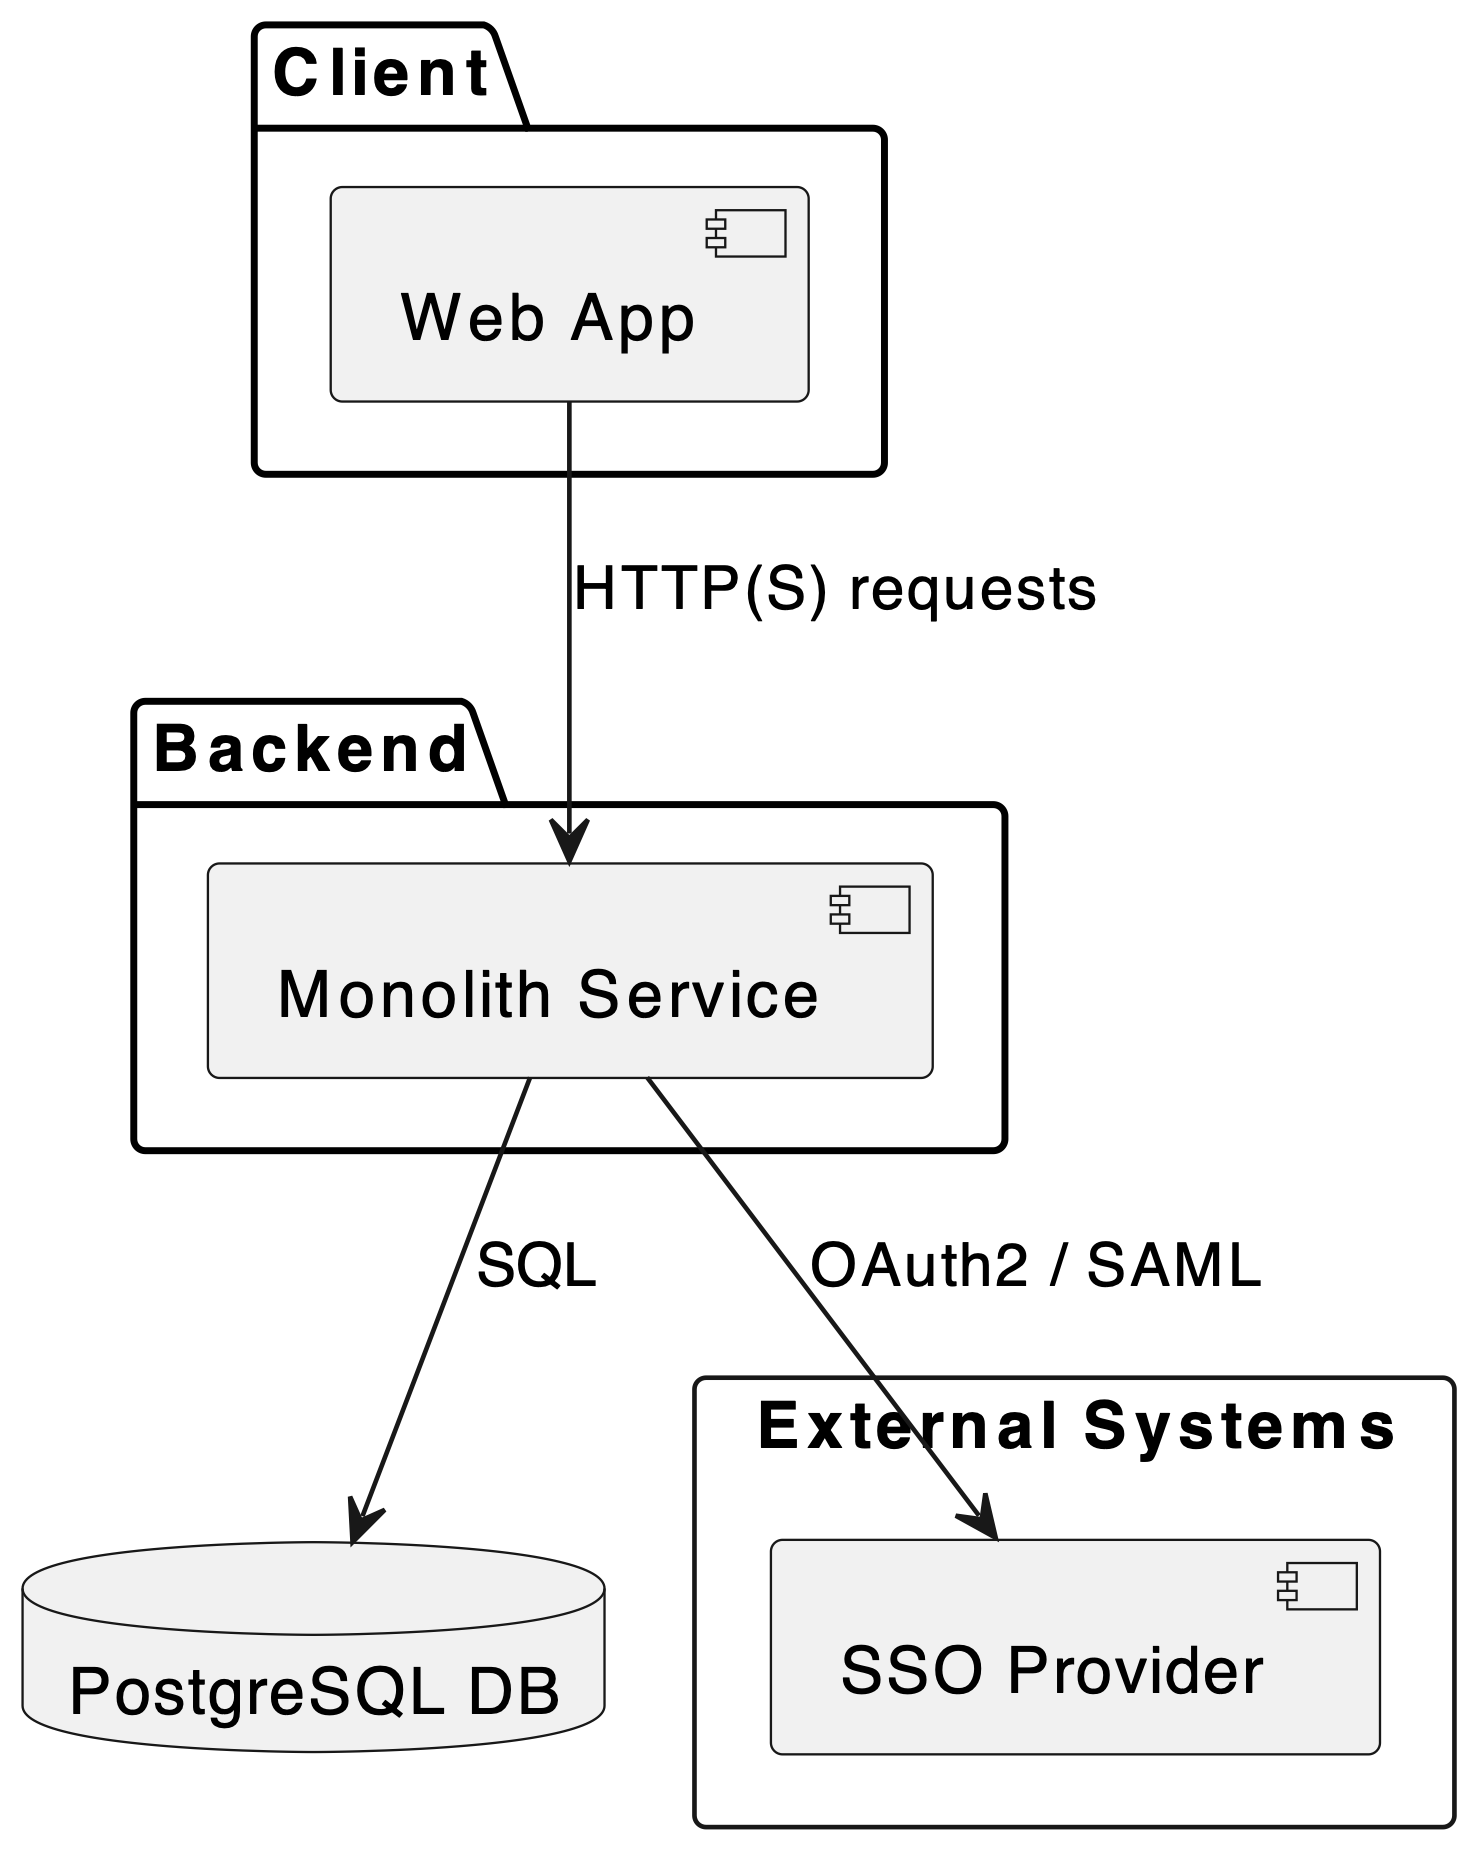 Client
Web App
HTTP(S) requests
Backend
Monolith Service
SQL
OAuth2 / SAML
External Systems
PostgreSQL DB
SSO Provider